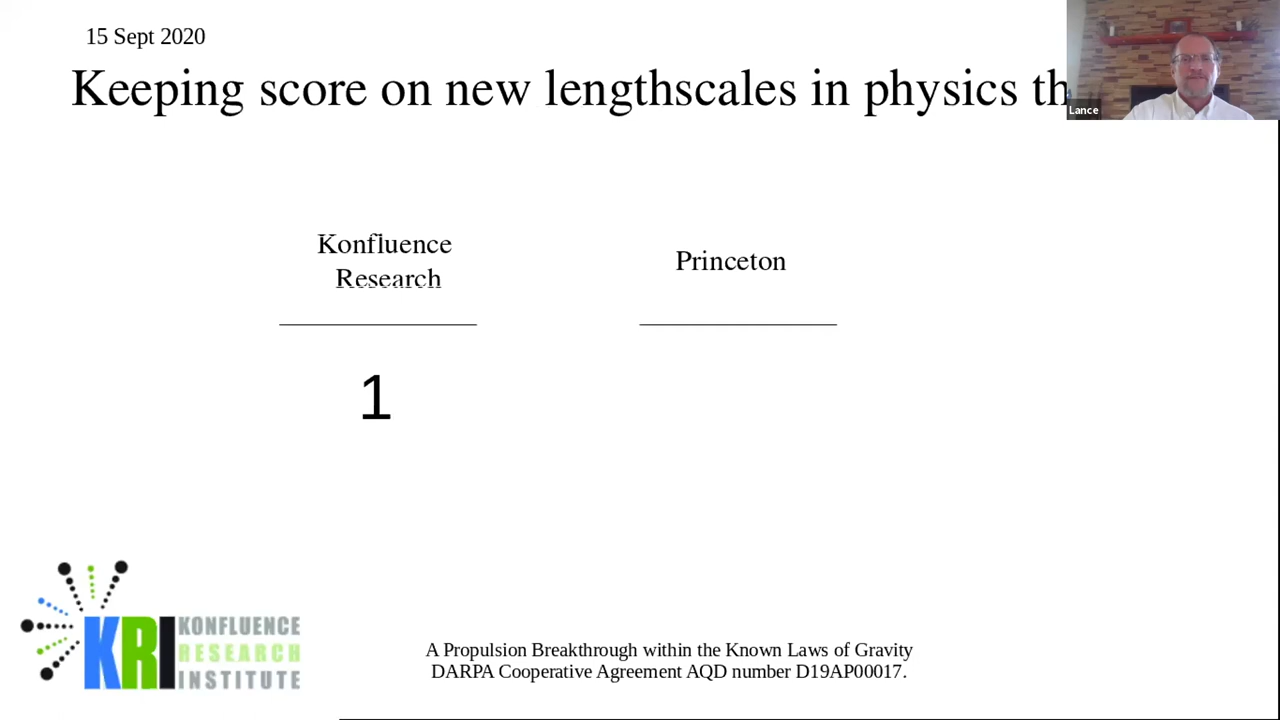 15 Sept 2020
Keeping score on new lengthscales in physics th
Lance
Konfluence
Research
Princeton
1
KRI KONFLUENCE
RESEARCH
INSTITUTE
A Propulsion Breakthrough within the Known Laws of Gravity
DARPA Cooperative Agreement AQD number D19AP00017.